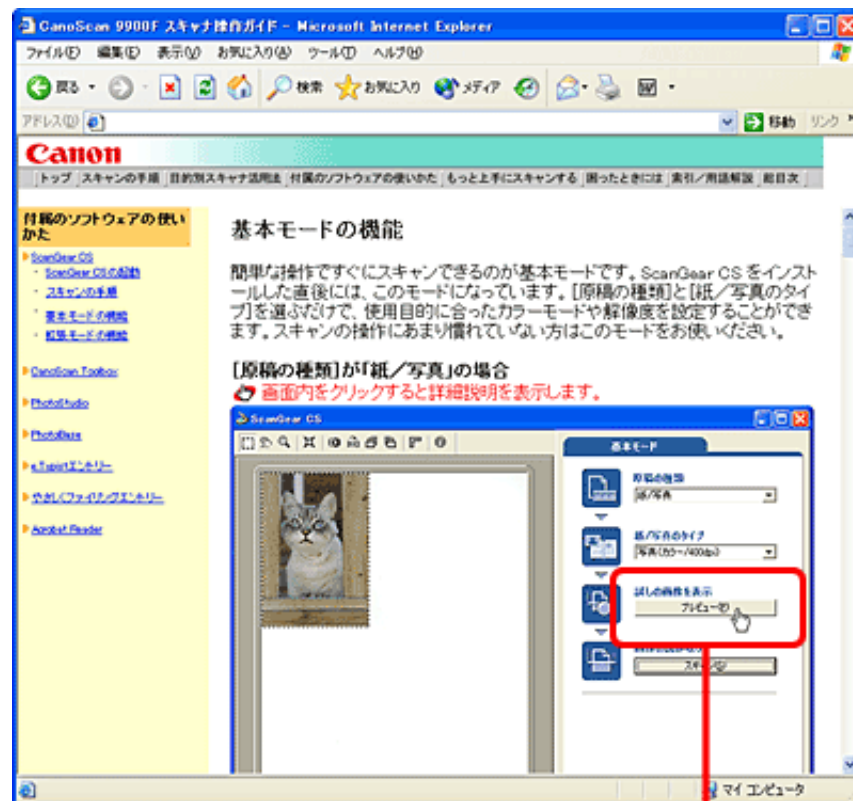 CanoScan 9900F スキャナ操作ガイド - Microsoft Internet Explorer
ファイル(F) 編集(E) 表示(V) お気に入り(A) ツール(T) ヘルプ(H)
戻る 検索 お気に入り メディア
アドレス(D) 移動 リンク
Canon
トップ スキャンの手順 目的別スキャナ活用法 付属のソフトウェアの使いかた もっと上手にスキャンする 困ったときには 索引/用語解説 総目次
付属のソフトウェアの使い
かた
ScanGear CS
・ ScanGear CSの起動
・ スキャンの手順
・ 基本モードの機能
・ 拡張モードの機能
CanoScan Toolbox
PhotoStudio
PhotoBase
e.Typistエントリー
やさしくファイリングエントリー
Acrobat Reader
基本モードの機能
簡単な操作ですぐにスキャンできるのが基本モードです。ScanGear CS をインスト
ールした直後には、このモードになっています。[原稿の種類]と[紙/写真のタイ
プ]を選ぶだけで、使用目的に合ったカラーモードや解像度を設定することができ
ます。スキャンの操作にあまり慣れていない方はこのモードをお使いください。
[原稿の種類]が「紙/写真」の場合
画面内をクリックすると詳細説明を表示します。
ScanGear CS
基本モード
原稿の種類
紙/写真
紙/写真のタイプ
写真(カラー/400dpi)
試しの画像を表示
プレビュー(P)
スキャン(S)
マイ コンピュータ